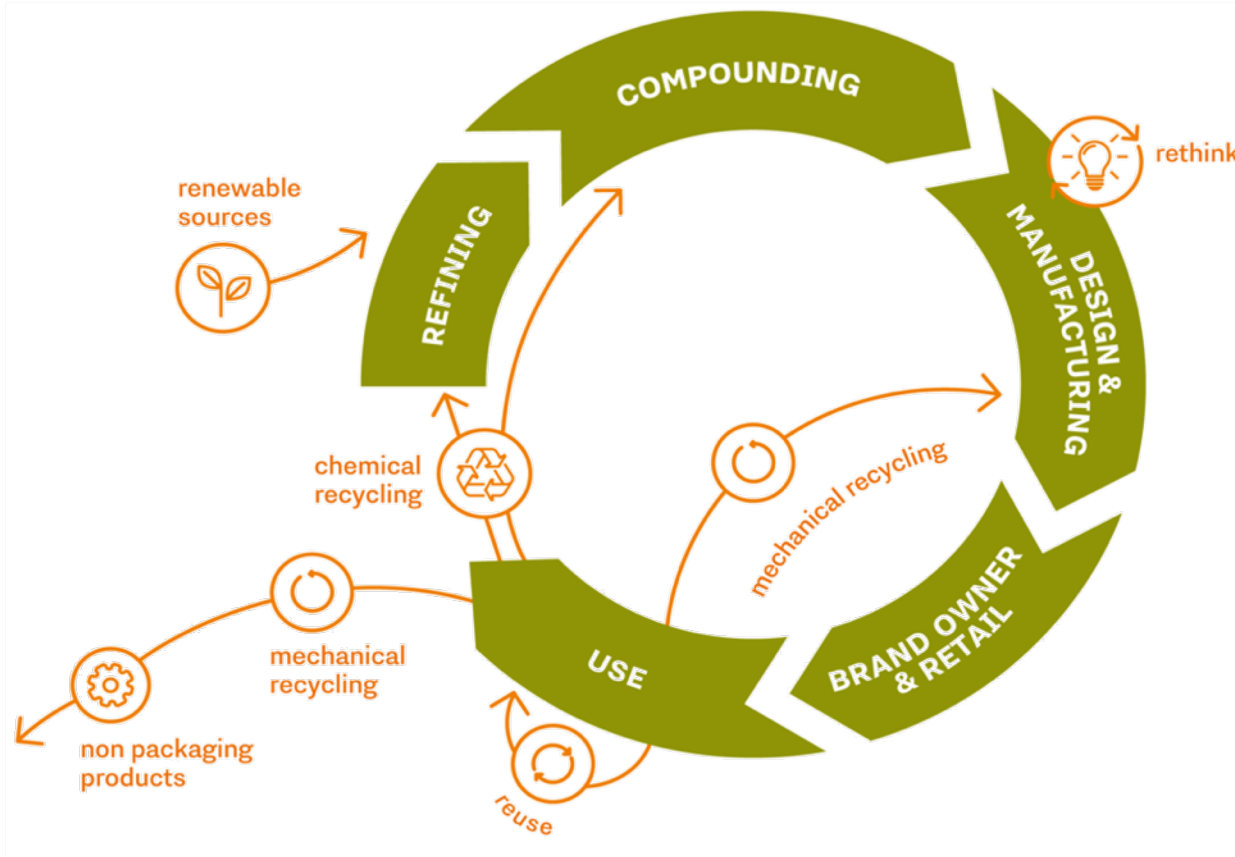 COMPOUNDING
rethink
renewable
sources
REFINING
DESIGN &
MANUFACTURING
chemical
recycling
mechanical recycling
BRAND OWNER
& RETAIL
USE
mechanical
recycling
non packaging
products
reuse